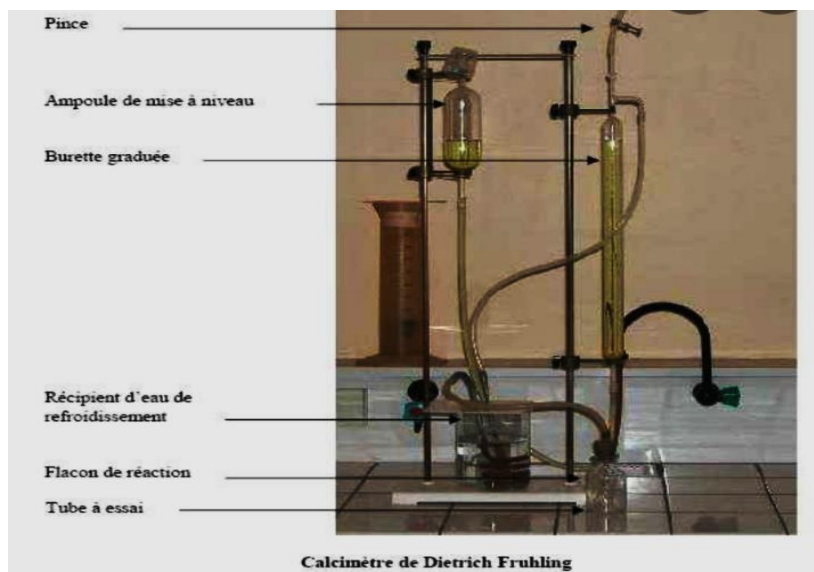 Pince
Ampoule de mise à niveau
Burette graduée
Récipient d'eau de
refroidissement
Flacon de réaction
Tube à essai
Calcimètre de Dietrich Fruhling